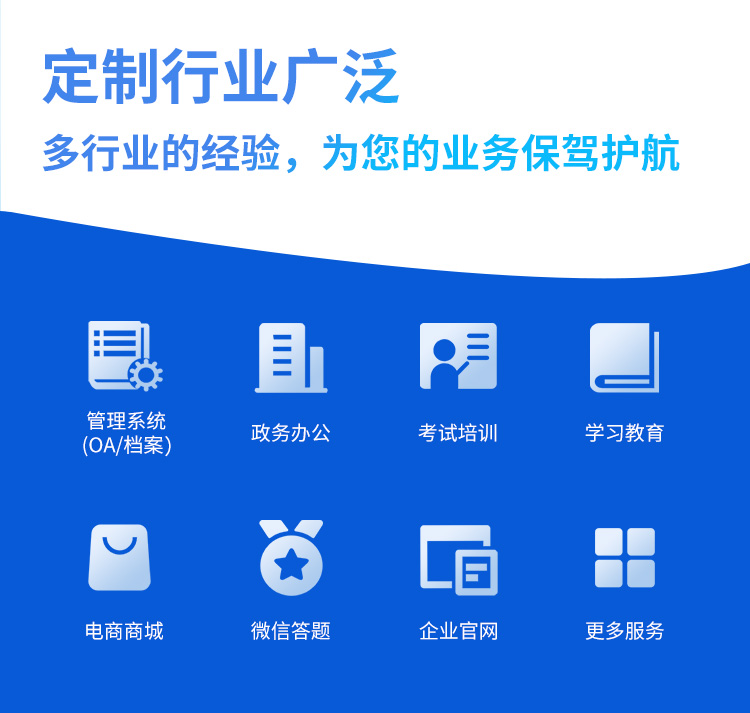 定制行业广泛
多行业的经验，为您的业务保驾护航
管理系统
(OA/档案）
政务办公
考试培训
学习教育
电商商城
微信答题
企业官网
更多服务